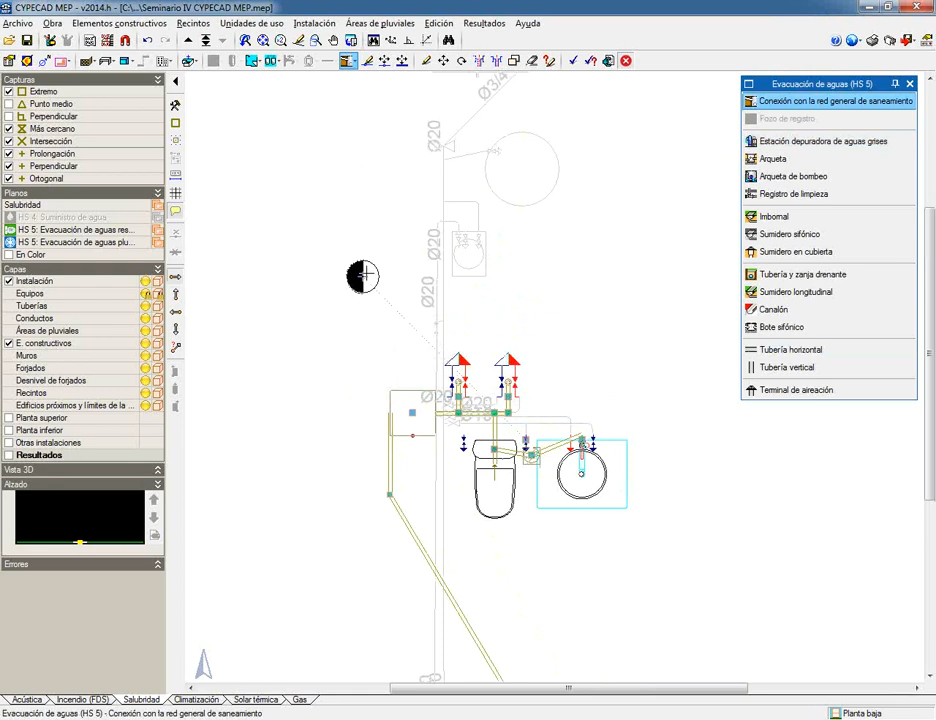 CYPECAD MEP - v2014.h - [C:\...\Seminario IV CYPECAD MEP.mep]
Archivo Obra Elementos constructivos Recintos Unidades de uso Instalación Áreas de pluviales Edición Resultados Ayuda
Capturas
Extremo
Punto medio
Perpendicular
Más cercano
Intersección
Prolongación
Perpendicular
Ortogonal
Planos
Salubridad
HS 4: Suministro de agua
HS 5: Evacuación de aguas res...
HS 5: Evacuación de aguas plu...
En Color
Capas
Instalación
Equipos
Tuberías
Conductos
Áreas de pluviales
E. constructivos
Muros
Forjados
Desnivel de forjados
Recintos
Edificios próximos y límites de la ...
Planta superior
Planta inferior
Otras instalaciones
Resultados
Vista 3D
Alzado
Errores
Ø3/4
Ø20
Ø20
Ø20
Ø20
Evacuación de aguas (HS 5)
Conexión con la red general de saneamiento
Pozo de registro
Estación depuradora de aguas grises
Arqueta
Arqueta de bombeo
Registro de limpieza
Imbornal
Sumidero sifónico
Sumidero en cubierta
Tubería y zanja drenante
Sumidero longitudinal
Canalón
Bote sifónico
Tubería horizontal
Tubería vertical
Terminal de aireación
Acústica Incendio (FDS) Salubridad Climatización Solar térmica Gas
Evacuación de aguas (HS 5) - Conexión con la red general de saneamiento
Planta baja